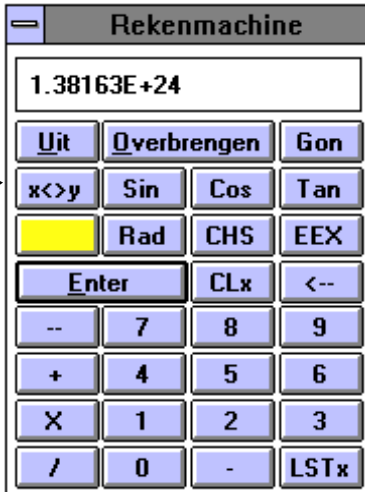 Rekenmachine
1.38163E+24
Uit Overbrengen Gon
x<>y Sin Cos Tan
Rad CHS EEX
Enter CLx <--
-- 7 8 9
+ 4 5 6
X 1 2 3
/ 0 - LSTx